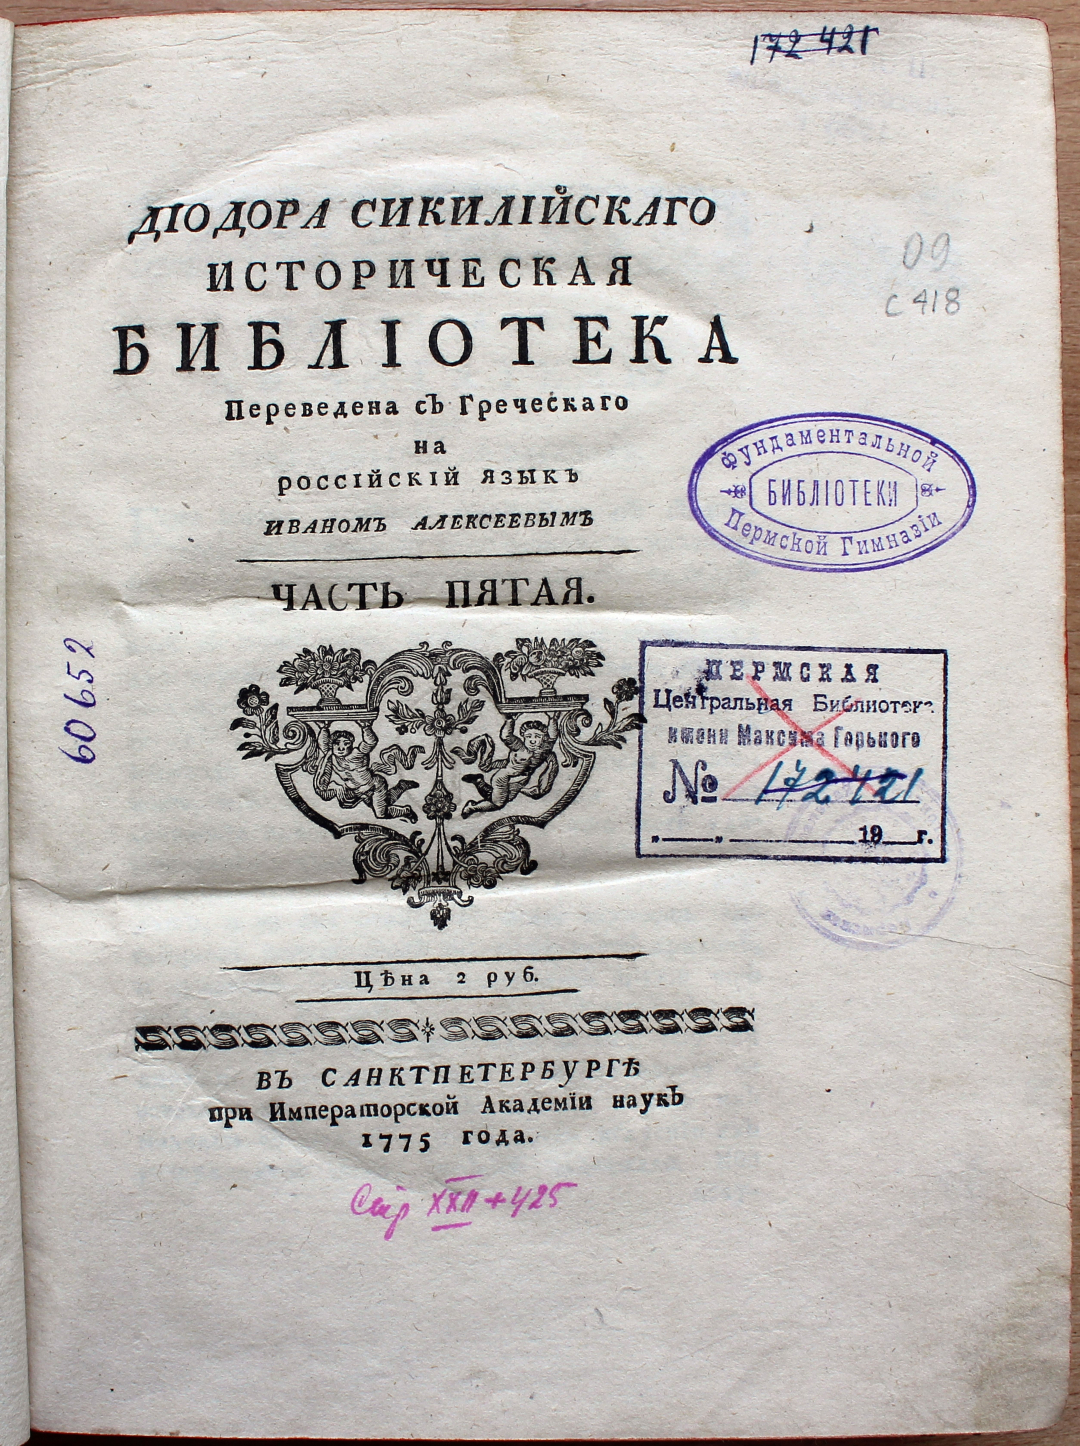 172 421
ДІОДОРА СИКИЛІЙСКАГО
ИСТОРИЧЕСКАЯ
БИБЛІОТЕКА
Переведена съ Греческаго
на
РОССІЙСКІЙ ЯЗЫКЪ
ИВАНОМЪ АЛЕКСЕЕВЫМЪ
ЧАСТЬ ПЯТАЯ.
09
С 418
Фундаментальной
БИБЛІОТЕКИ
Пермской Гимназіи
60652
ПЕРМСКАЯ
Центральная Библиотека
имени Максима Горького
№ 172421
„ „ 19 г.
Цѣна 2 руб.
ВЪ САНКТПЕТЕРБУРГѢ
при Императорской Академіи наукЪ
1775 года.
Стр XXII+425